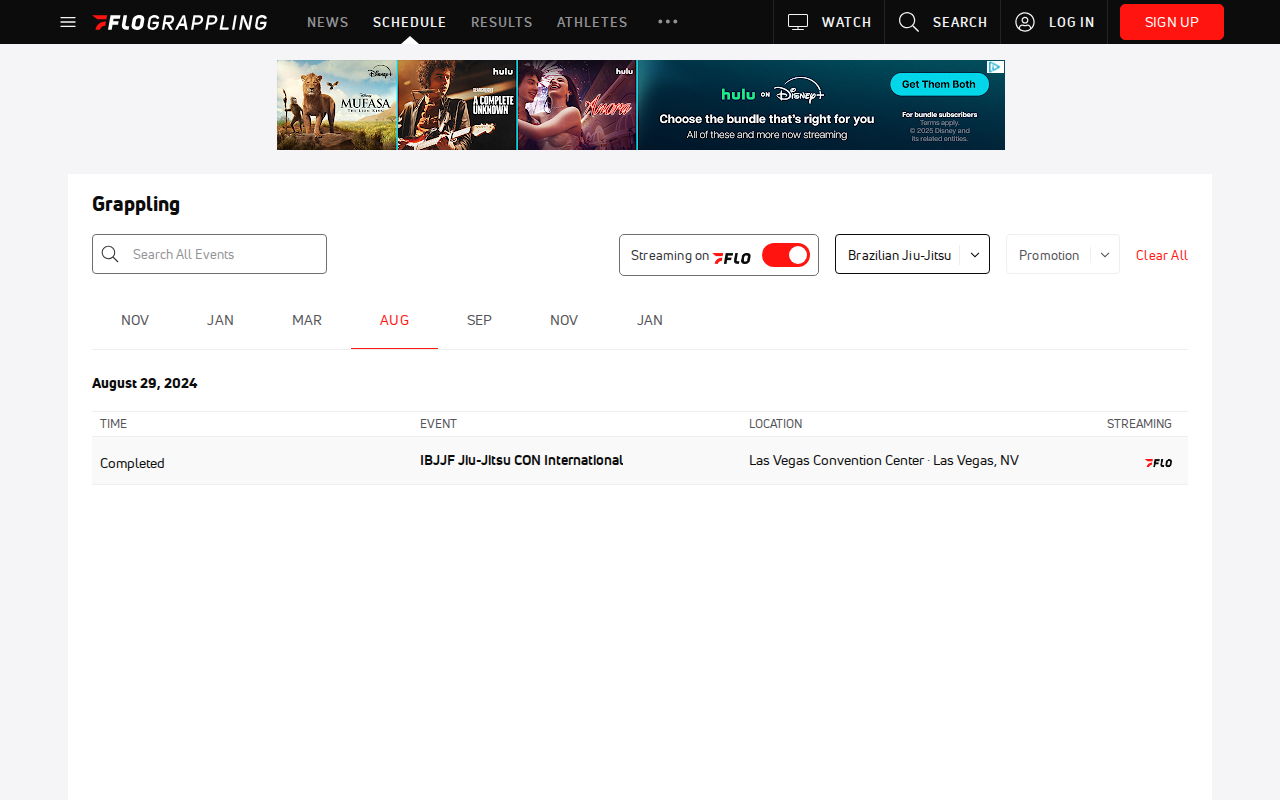 FLOGRAPPLING NEWS SCHEDULE RESULTS ATHLETES WATCH SEARCH LOG IN SIGN UP
Disney+
Disney
MUFASA
THE LION KING
hulu
SEARCHLIGHT
A COMPLETE UNKNOWN
hulu
Anora
hulu ON Disney+
Choose the bundle that's right for you
All of these and more now streaming
Get Them Both
For bundle subscribers
Terms apply.
© 2025 Disney and
its related entities.
Grappling
Search All Events
Streaming on FLO
Brazilian Jiu-Jitsu
Promotion
Clear All
NOV JAN MAR AUG SEP NOV JAN
August 29, 2024
TIME EVENT LOCATION STREAMING
Completed IBJJF Jiu-Jitsu CON International Las Vegas Convention Center · Las Vegas, NV FLO